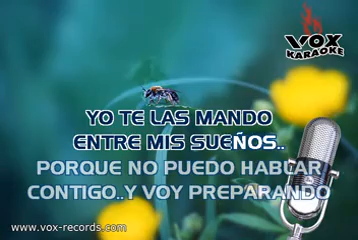 VOX
KARAOKE
YO TE LAS MANDO
ENTRE MIS SUEÑOS..
PORQUE NO PUEDO HABLAR
CONTIGO..Y VOY PREPARANDO
www.vox-records.com